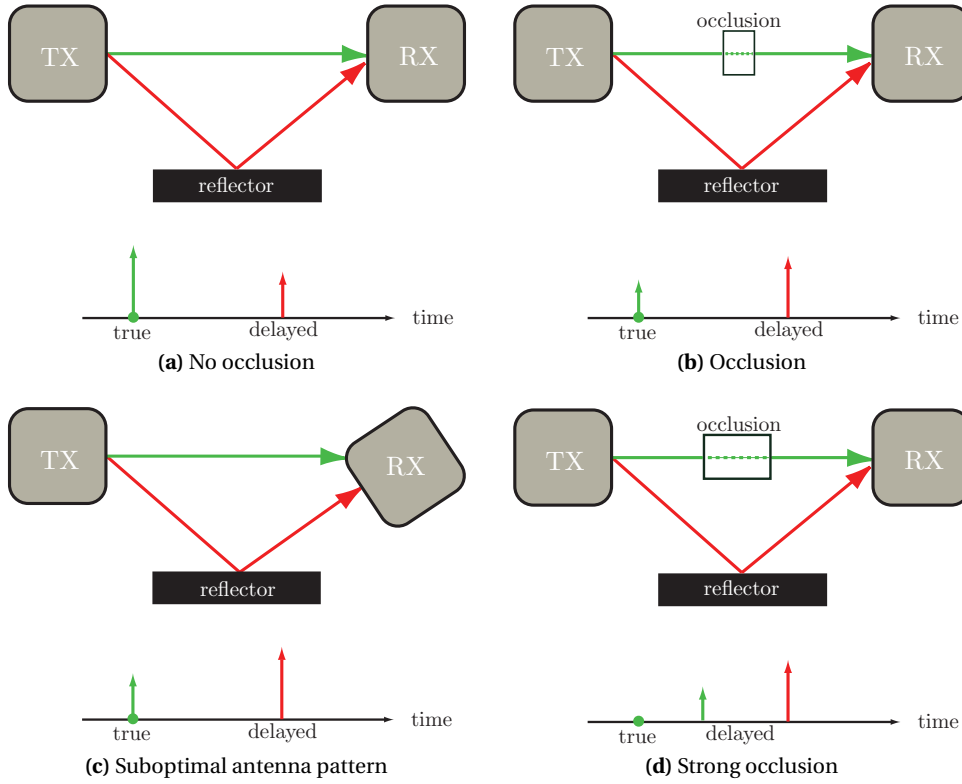 TX
RX
reflector
true
delayed
time
(a) No occlusion
occlusion
TX
RX
reflector
true
delayed
time
(b) Occlusion
TX
RX
reflector
true
delayed
time
(c) Suboptimal antenna pattern
occlusion
TX
RX
reflector
true
delayed
time
(d) Strong occlusion